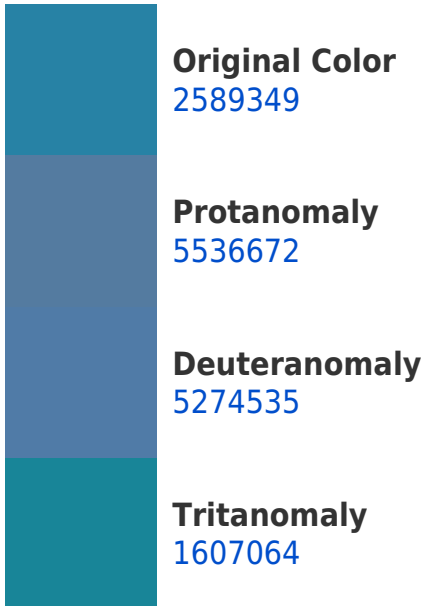 Original Color
2589349
Protanomaly
5536672
Deuteranomaly
5274535
Tritanomaly
1607064